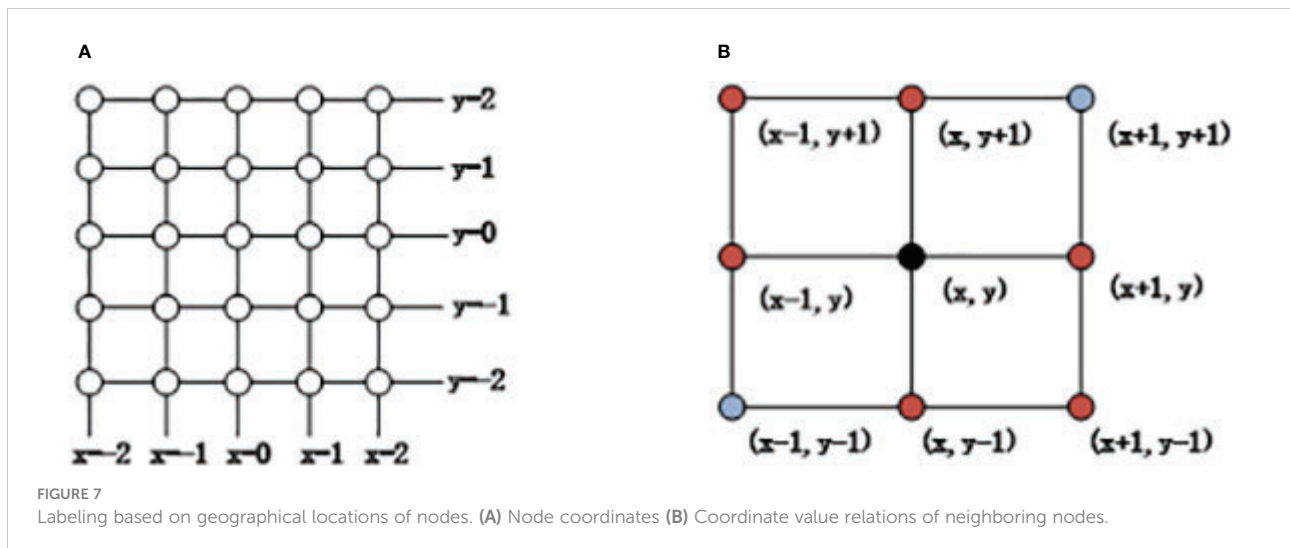 A
B
y=2
y=1
y=0
y=-1
y=-2
x=-2 x=-1 x=0 x=1 x=2
(x-1, y+1) (x, y+1) (x+1, y+1)
(x-1, y) (x, y) (x+1, y)
(x-1, y-1) (x, y-1) (x+1, y-1)
FIGURE 7
Labeling based on geographical locations of nodes. (A) Node coordinates (B) Coordinate value relations of neighboring nodes.